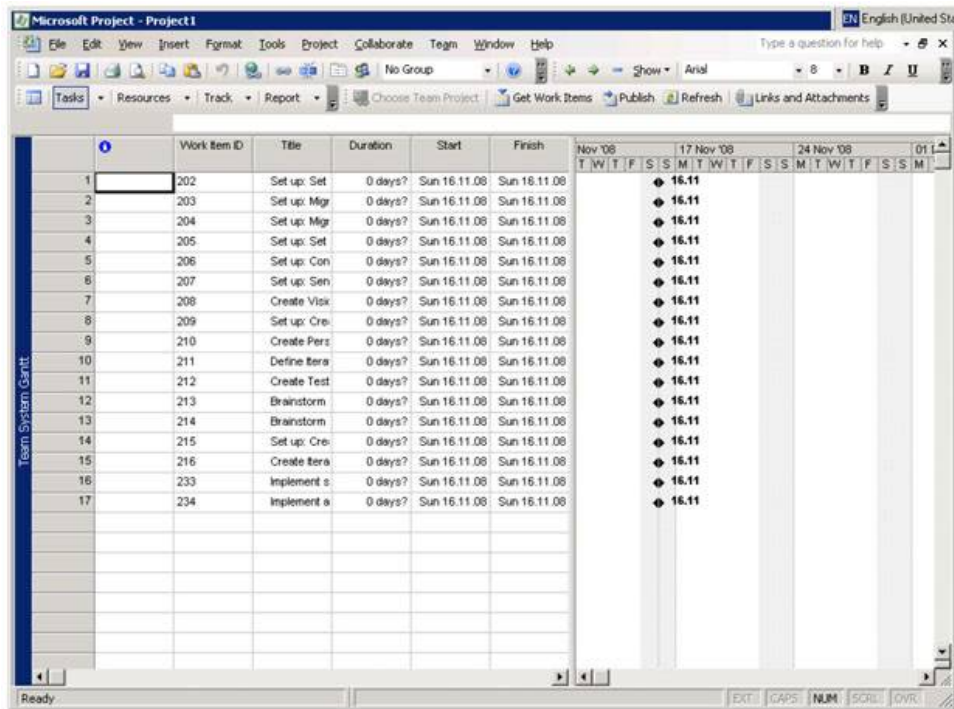 Microsoft Project - Project1
EN English (United Sta
File Edit View Insert Format Tools Project Collaborate Team Window Help Type a question for help
No Group Show Arial 8 B I U
Tasks Resources Track Report Choose Team Project Get Work Items Publish Refresh Links and Attachments
Work Item ID Title Duration Start Finish Nov '08 17 Nov '08 24 Nov '08 01
T W T F S S M T W T F S S M T W T F S S M
1 202 Set up: Set 0 days? Sun 16.11.08 Sun 16.11.08 16.11
2 203 Set up: Migr 0 days? Sun 16.11.08 Sun 16.11.08 16.11
3 204 Set up: Migr 0 days? Sun 16.11.08 Sun 16.11.08 16.11
4 205 Set up: Set 0 days? Sun 16.11.08 Sun 16.11.08 16.11
5 206 Set up: Con 0 days? Sun 16.11.08 Sun 16.11.08 16.11
6 207 Set up: Sen 0 days? Sun 16.11.08 Sun 16.11.08 16.11
7 208 Create Visi 0 days? Sun 16.11.08 Sun 16.11.08 16.11
8 209 Set up: Cre 0 days? Sun 16.11.08 Sun 16.11.08 16.11
9 210 Create Pers 0 days? Sun 16.11.08 Sun 16.11.08 16.11
10 211 Define Itera 0 days? Sun 16.11.08 Sun 16.11.08 16.11
11 212 Create Test 0 days? Sun 16.11.08 Sun 16.11.08 16.11
12 213 Brainstorm 0 days? Sun 16.11.08 Sun 16.11.08 16.11
13 214 Brainstorm 0 days? Sun 16.11.08 Sun 16.11.08 16.11
14 215 Set up: Cre 0 days? Sun 16.11.08 Sun 16.11.08 16.11
15 216 Create Itera 0 days? Sun 16.11.08 Sun 16.11.08 16.11
16 233 Implement s 0 days? Sun 16.11.08 Sun 16.11.08 16.11
17 234 Implement a 0 days? Sun 16.11.08 Sun 16.11.08 16.11
Team System Gantt
Ready EXT CAPS NUM SCRL OVR